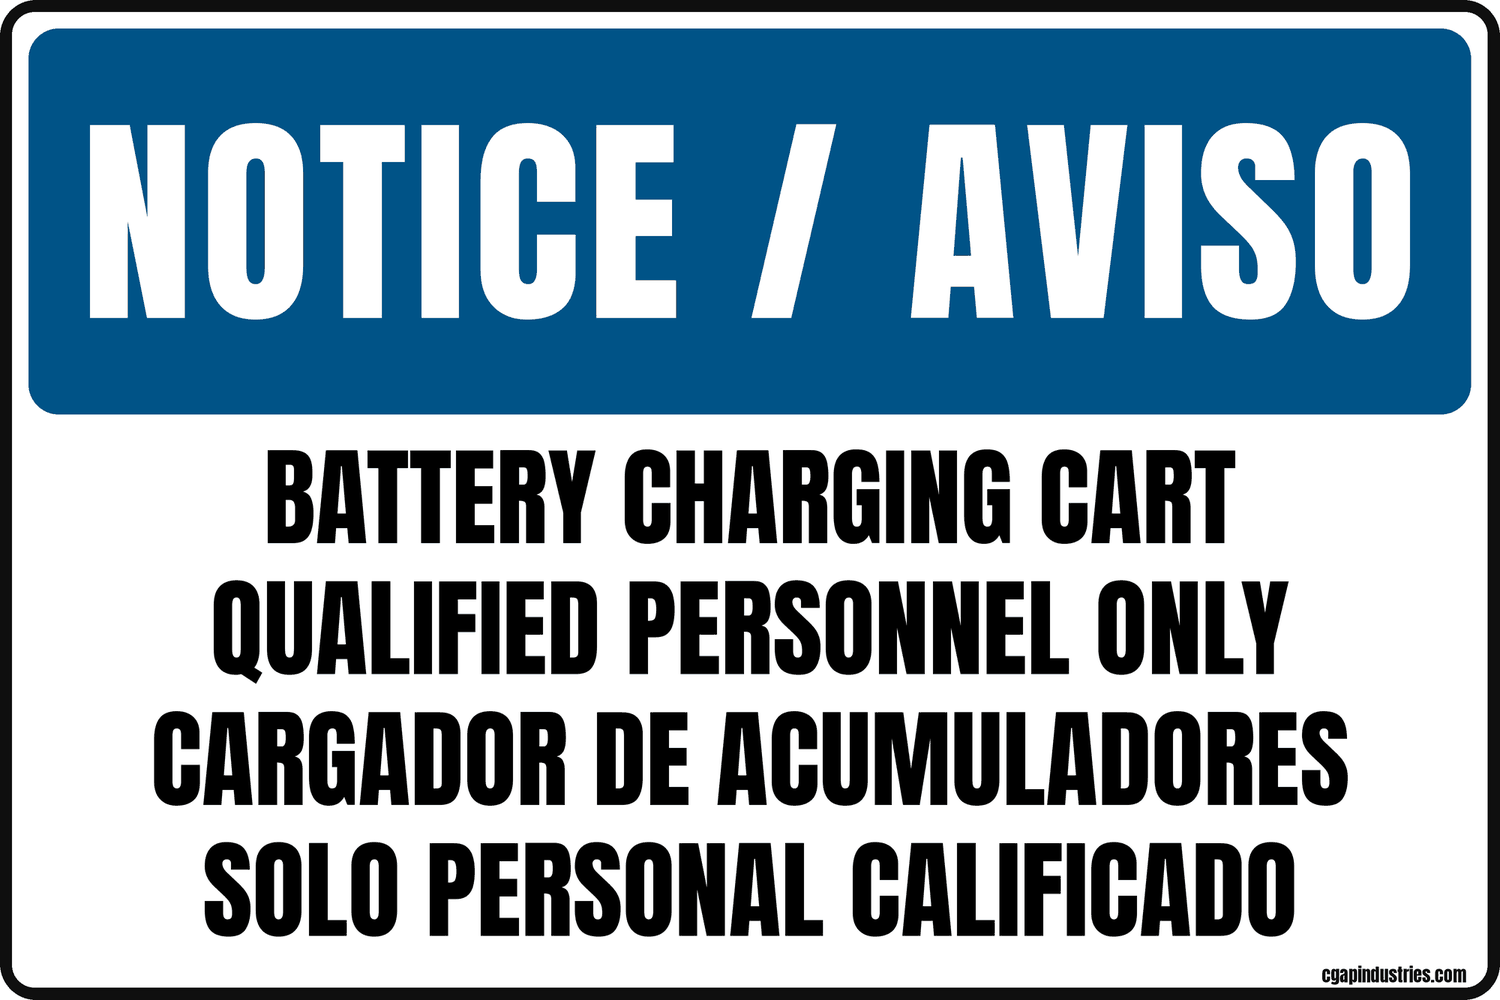 NOTICE / AVISO
BATTERY CHARGING CART
QUALIFIED PERSONNEL ONLY
CARGADOR DE ACUMULADORES
SOLO PERSONAL CALIFICADO
cgapindustries.com